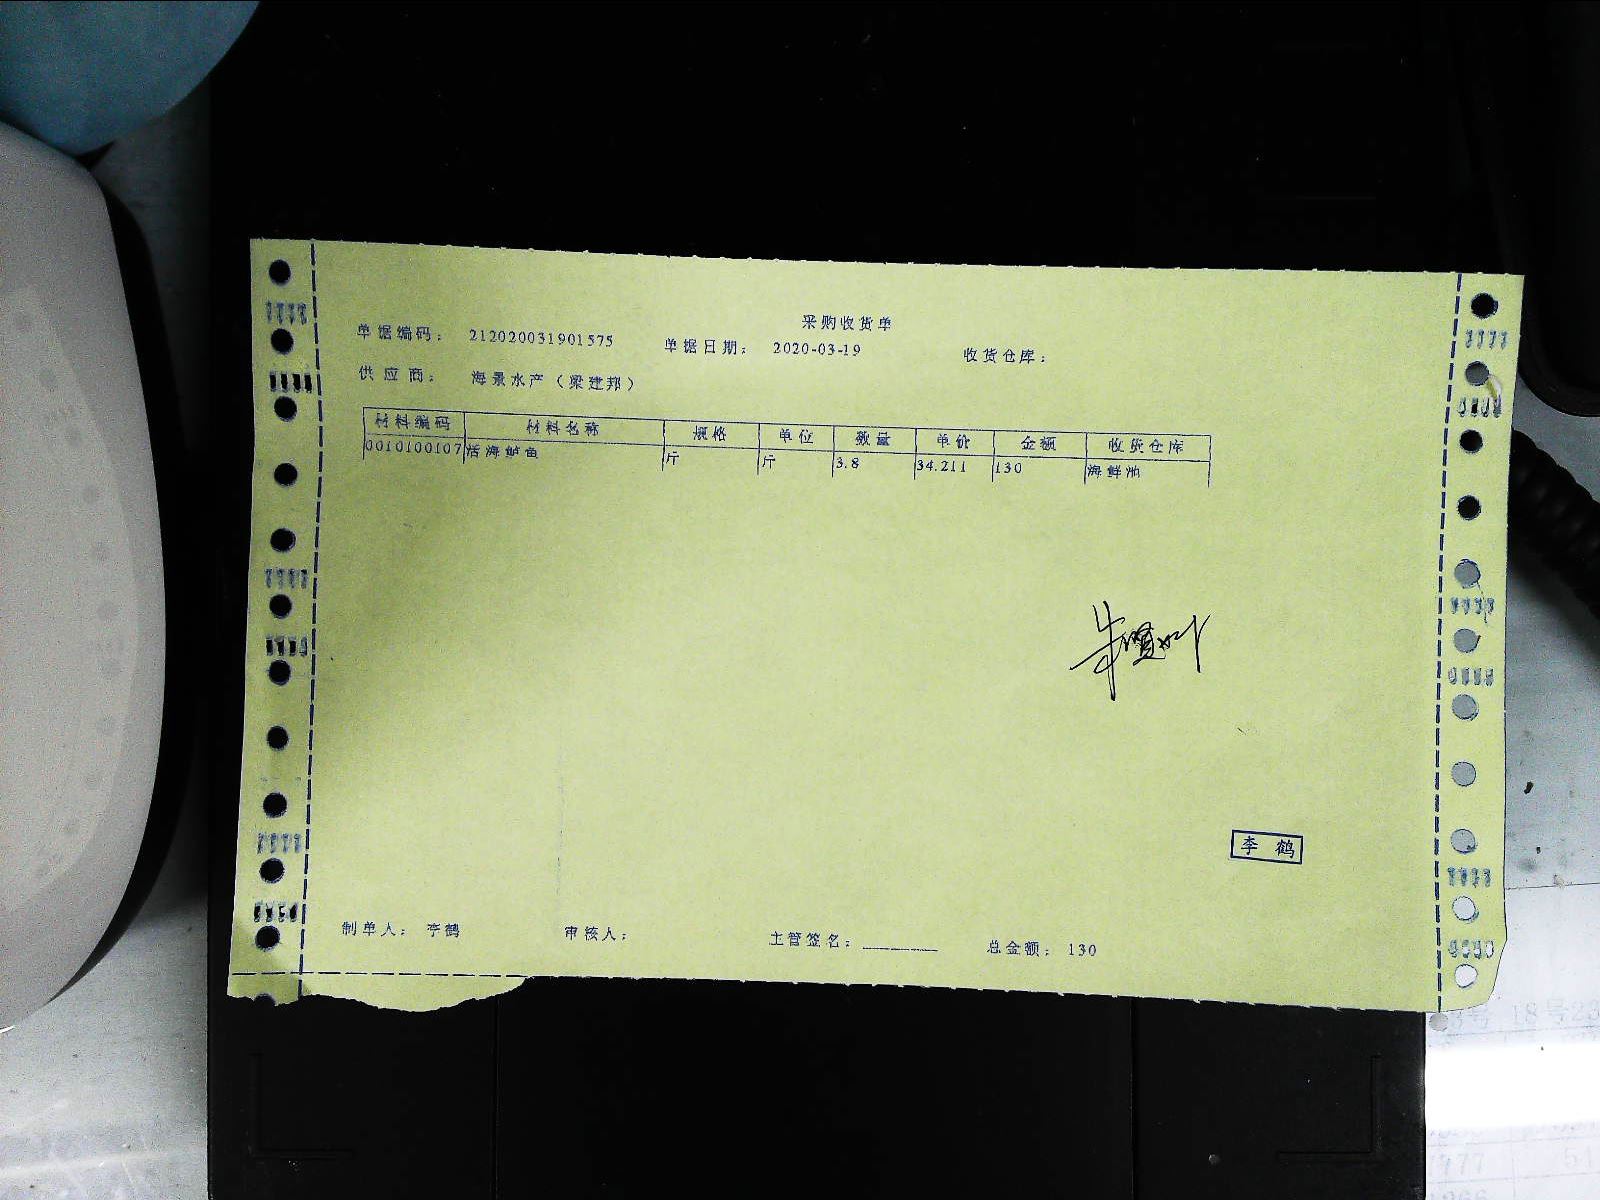 采购收货单
单据编码： 212020031901575 单据日期： 2020-03-19 收货仓库：
供应商： 海景水产（梁建邦）
材料编码 材料名称 规格 单位 数量 单价 金额 收货仓库
0010100107 活海鲈鱼 斤 斤 3.8 34.211 130 海鲜池
李 鹤
制单人： 李鹤 审核人： 主管签名： 总金额： 130